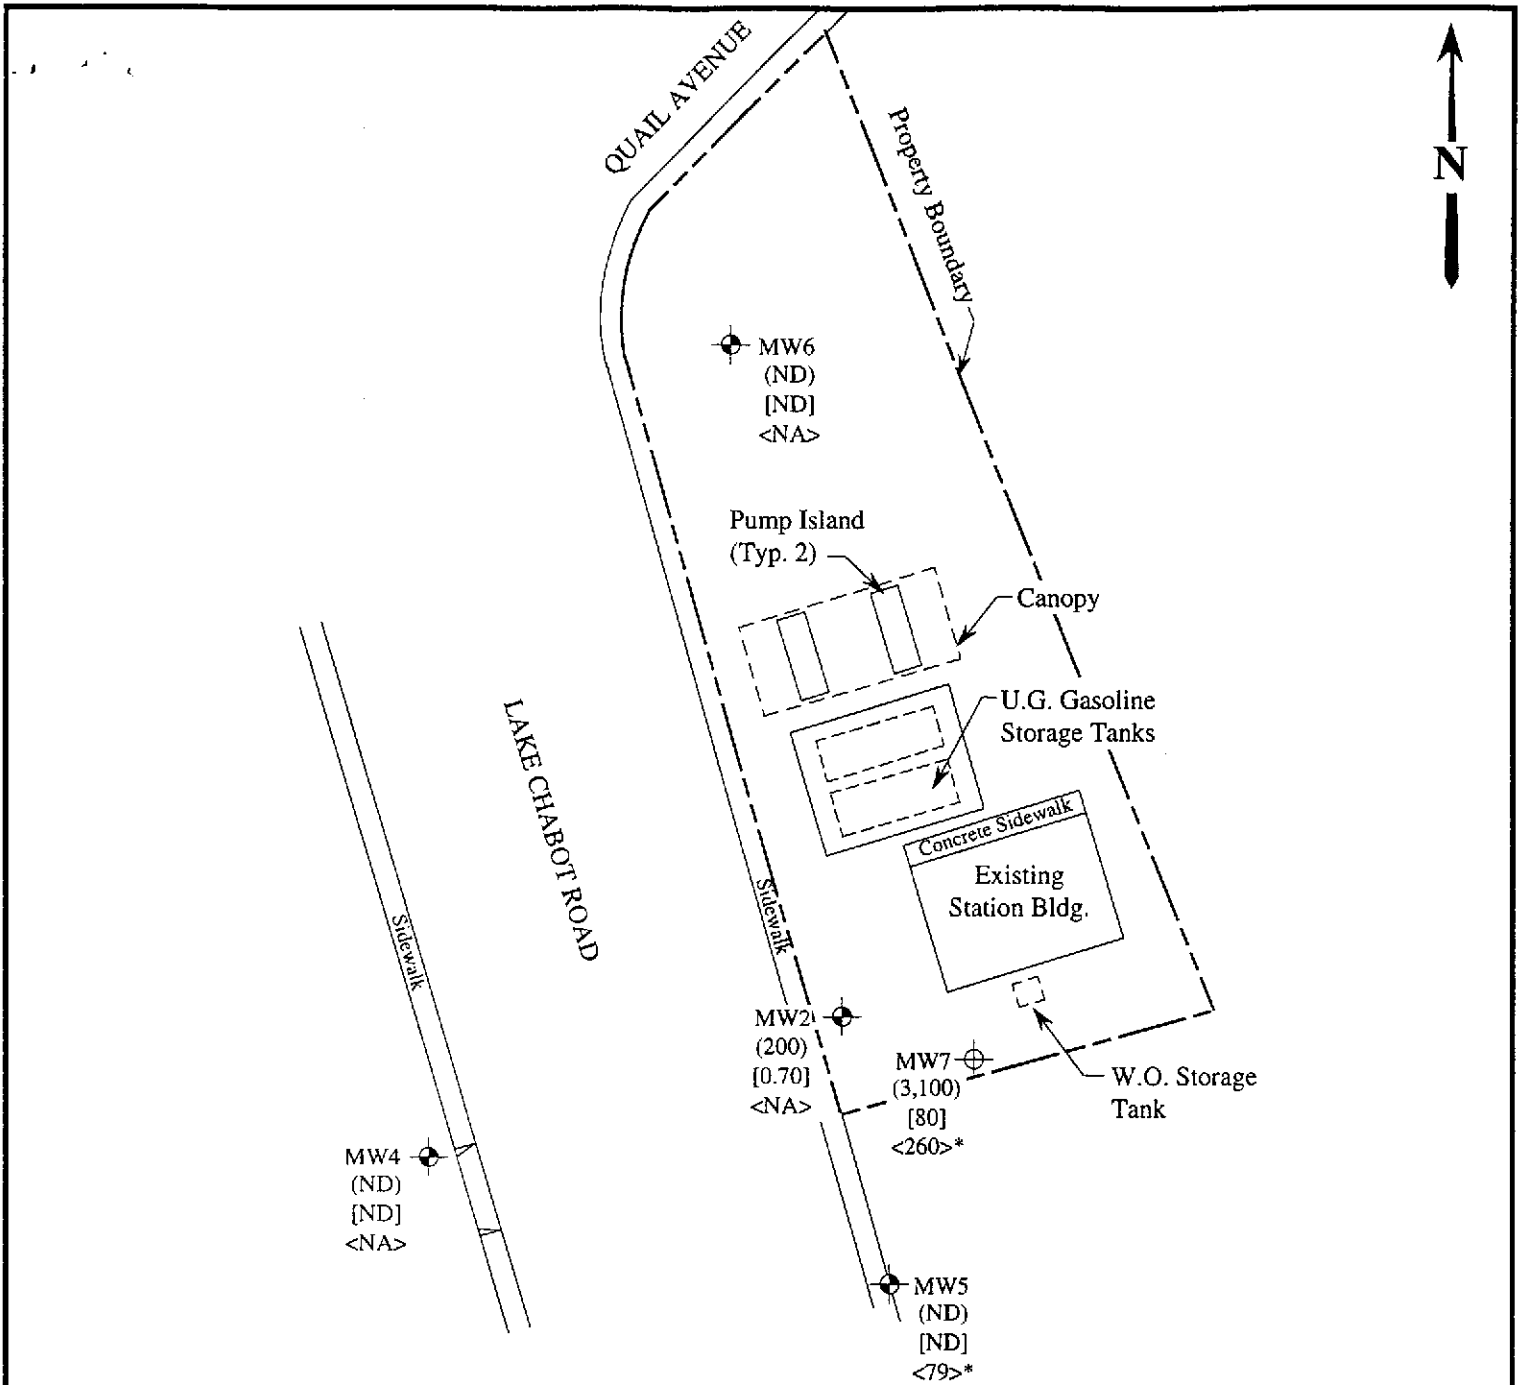 QUAIL AVENUE
Property Boundary
N
MW6
(ND)
[ND]
<NA>
Pump Island
(Typ. 2)
Canopy
U.G. Gasoline
Storage Tanks
LAKE CHABOT ROAD
Concrete Sidewalk
Existing
Station Bldg.
Sidewalk
Sidewalk
MW2
(200)
[0.70]
<NA>
MW7
(3,100)
[80]
<260>*
W.O. Storage
Tank
MW4
(ND)
[ND]
<NA>
MW5
(ND)
[ND]
<79>*